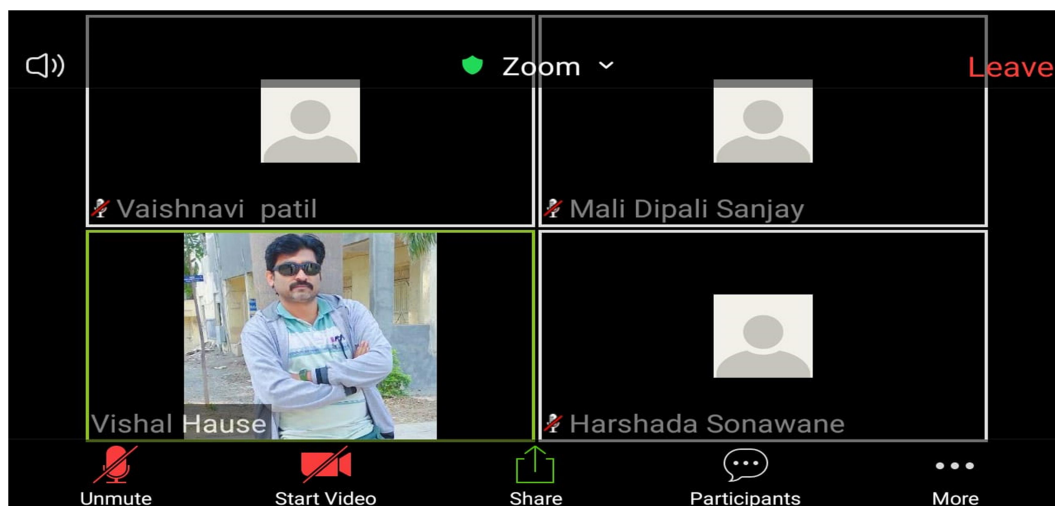 Zoom
Leave
Vaishnavi patil
Mali Dipali Sanjay
Vishal Hause
Harshada Sonawane
Unmute
Start Video
Share
Participants
More